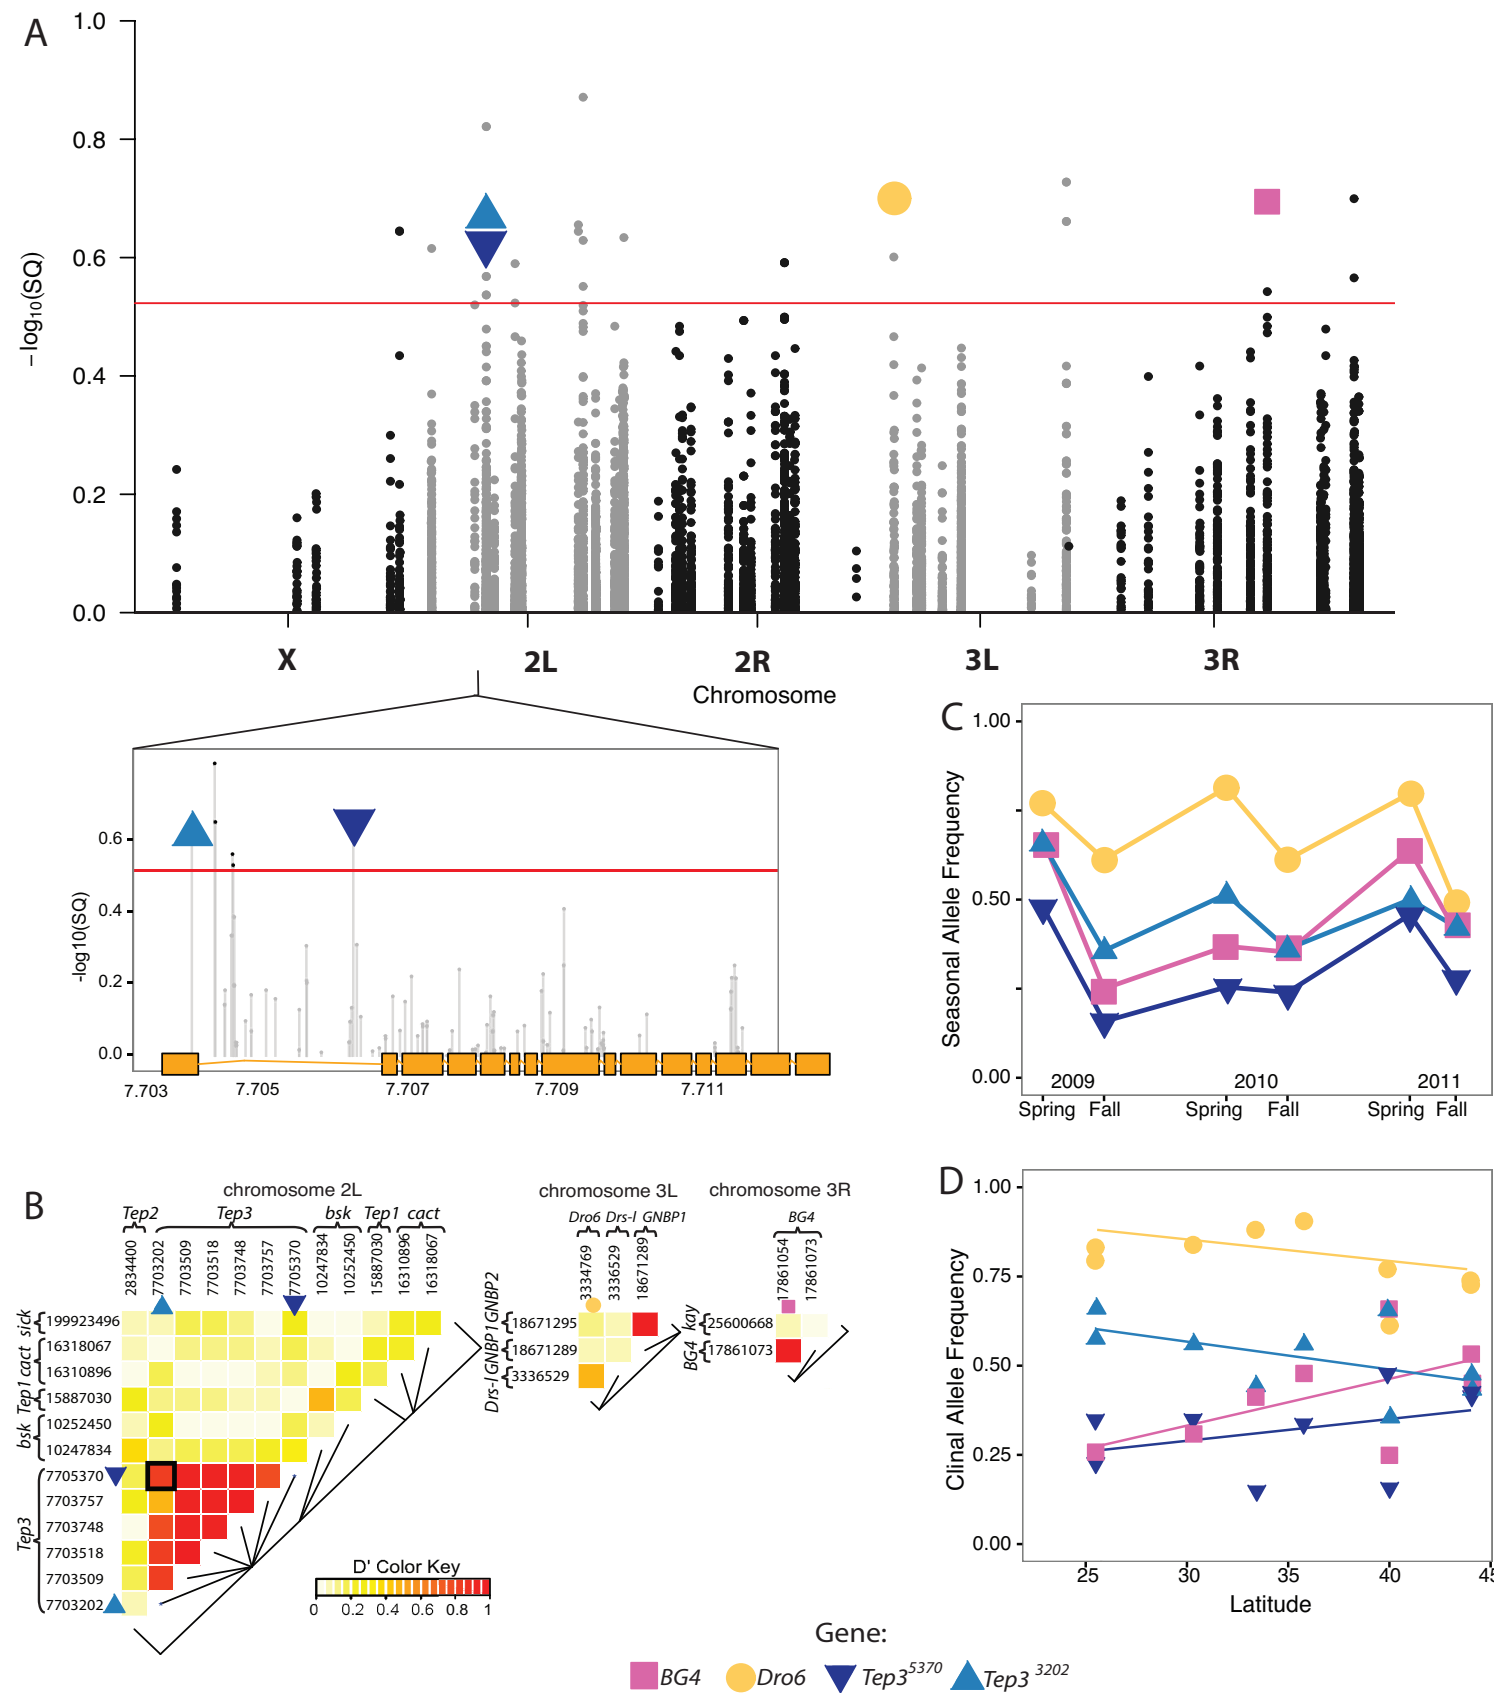 A
1.0
0.8
0.6
0.4
0.2
0.0
−log10(SQ)
X 2L 2R 3L 3R
Chromosome
0.6
0.4
0.2
0.0
-log10(SQ)
7.703 7.705 7.707 7.709 7.711
C
1.00
0.50
0.00
Seasonal Allele Frequency
2009 2010 2011
Spring Fall Spring Fall Spring Fall
B
chromosome 2L
Tep2 Tep3 bsk Tep1 cact
2834400 7703202 7703509 7703518 7703748 7703757 7705370 10247834 10252450 15887030 16310896 16318067
sick 199923496
cact 16318067
16310896
Tep1 15887030
bsk 10252450
10247834
Tep3 7705370
7703757
7703748
7703518
7703509
7703202
D' Color Key
0 0.2 0.4 0.6 0.8 1
chromosome 3L
Dro6 Drs-l GNBP1
3334769 3336529 18671289
GNBP2 18671295
GNBP1 18671289
Drs-l 3336529
chromosome 3R
BG4
17861054 17861073
kay 25600668
BG4 17861073
D
1.00
0.75
0.50
0.25
0.00
Clinal Allele Frequency
25 30 35 40 45
Latitude
Gene:
BG4 Dro6 Tep3 5370 Tep3 3202